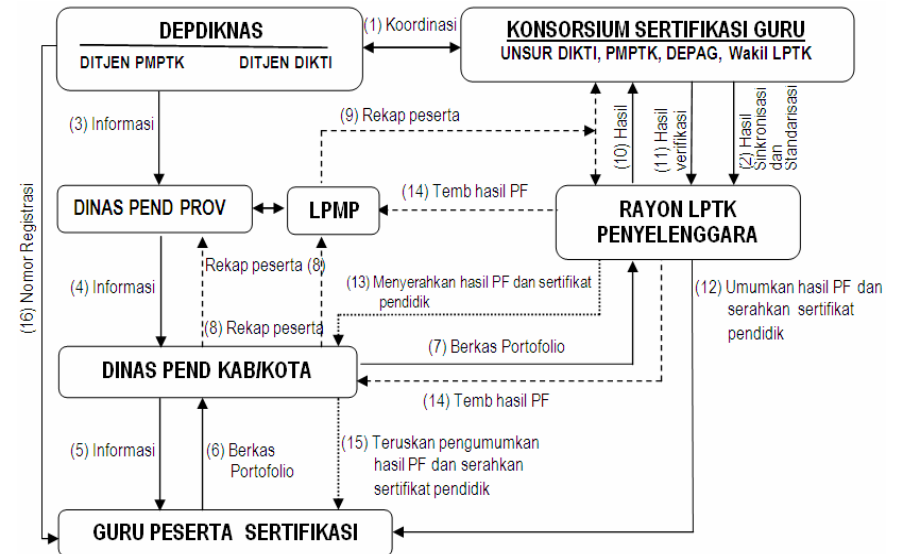 DEPDIKNAS
DITJEN PMPTK DITJEN DIKTI
(1) Koordinasi
KONSORSIUM SERTIFIKASI GURU
UNSUR DIKTI, PMPTK, DEPAG, Wakil LPTK
(3) Informasi
(9) Rekap peserta
(10) Hasil
(11) Hasil
verifikasi
(2) Hasil
Sinkronisasi
dan
Standarisasi
DINAS PEND PROV
LPMP
(14) Temb hasil PF
RAYON LPTK
PENYELENGGARA
(16) Nomor Registrasi
(4) Informasi
Rekap peserta (8)
(8) Rekap peserta
(13) Menyerahkan hasil PF dan sertifikat
pendidik
(12) Umumkan hasil PF dan
serahkan sertifikat
pendidik
(7) Berkas Portofolio
DINAS PEND KAB/KOTA
(14) Temb hasil PF
(5) Informasi
(6) Berkas
Portofolio
(15) Teruskan pengumumkan
hasil PF dan serahkan
sertifikat pendidik
GURU PESERTA SERTIFIKASI